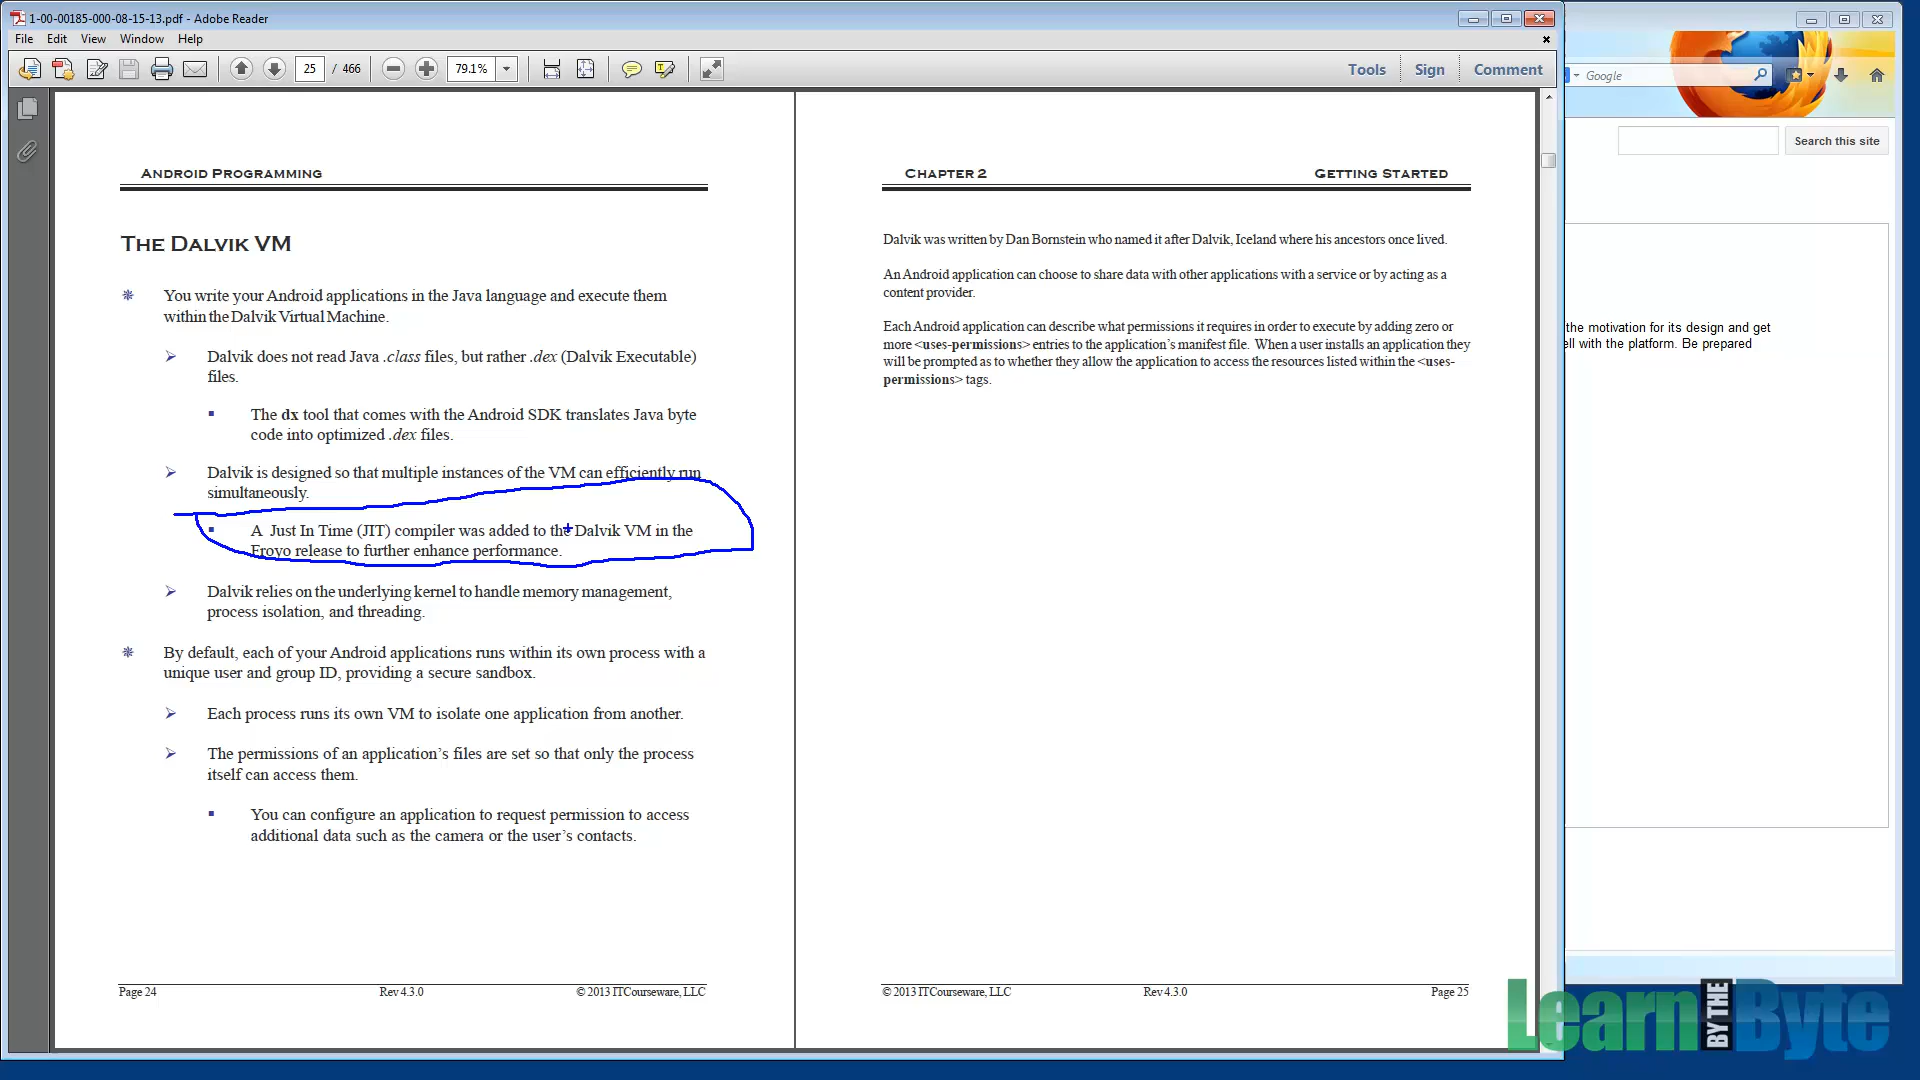 1-00-00185-000-08-15-13.pdf - Adobe Reader
File Edit View Window Help
25 / 466 79.1% Tools Sign Comment
Google
Search this site
ANDROID PROGRAMMING
THE DALVIK VM
You write your Android applications in the Java language and execute them
within the Dalvik Virtual Machine.
Dalvik does not read Java .class files, but rather .dex (Dalvik Executable)
files.
The dx tool that comes with the Android SDK translates Java byte
code into optimized .dex files.
Dalvik is designed so that multiple instances of the VM can efficiently run
simultaneously.
A Just In Time (JIT) compiler was added to the Dalvik VM in the
Froyo release to further enhance performance.
Dalvik relies on the underlying kernel to handle memory management,
process isolation, and threading.
By default, each of your Android applications runs within its own process with a
unique user and group ID, providing a secure sandbox.
Each process runs its own VM to isolate one application from another.
The permissions of an application's files are set so that only the process
itself can access them.
You can configure an application to request permission to access
additional data such as the camera or the user's contacts.
Page 24 Rev 4.3.0 © 2013 ITCourseware, LLC
CHAPTER 2 GETTING STARTED
Dalvik was written by Dan Bornstein who named it after Dalvik, Iceland where his ancestors once lived.
An Android application can choose to share data with other applications with a service or by acting as a
content provider.
Each Android application can describe what permissions it requires in order to execute by adding zero or
more <uses-permissions> entries to the application's manifest file. When a user installs an application they
will be prompted as to whether they allow the application to access the resources listed within the <uses-
permissions> tags.
© 2013 ITCourseware, LLC Rev 4.3.0 Page 25
the motivation for its design and get
ell with the platform. Be prepared
Learn BY THE Byte